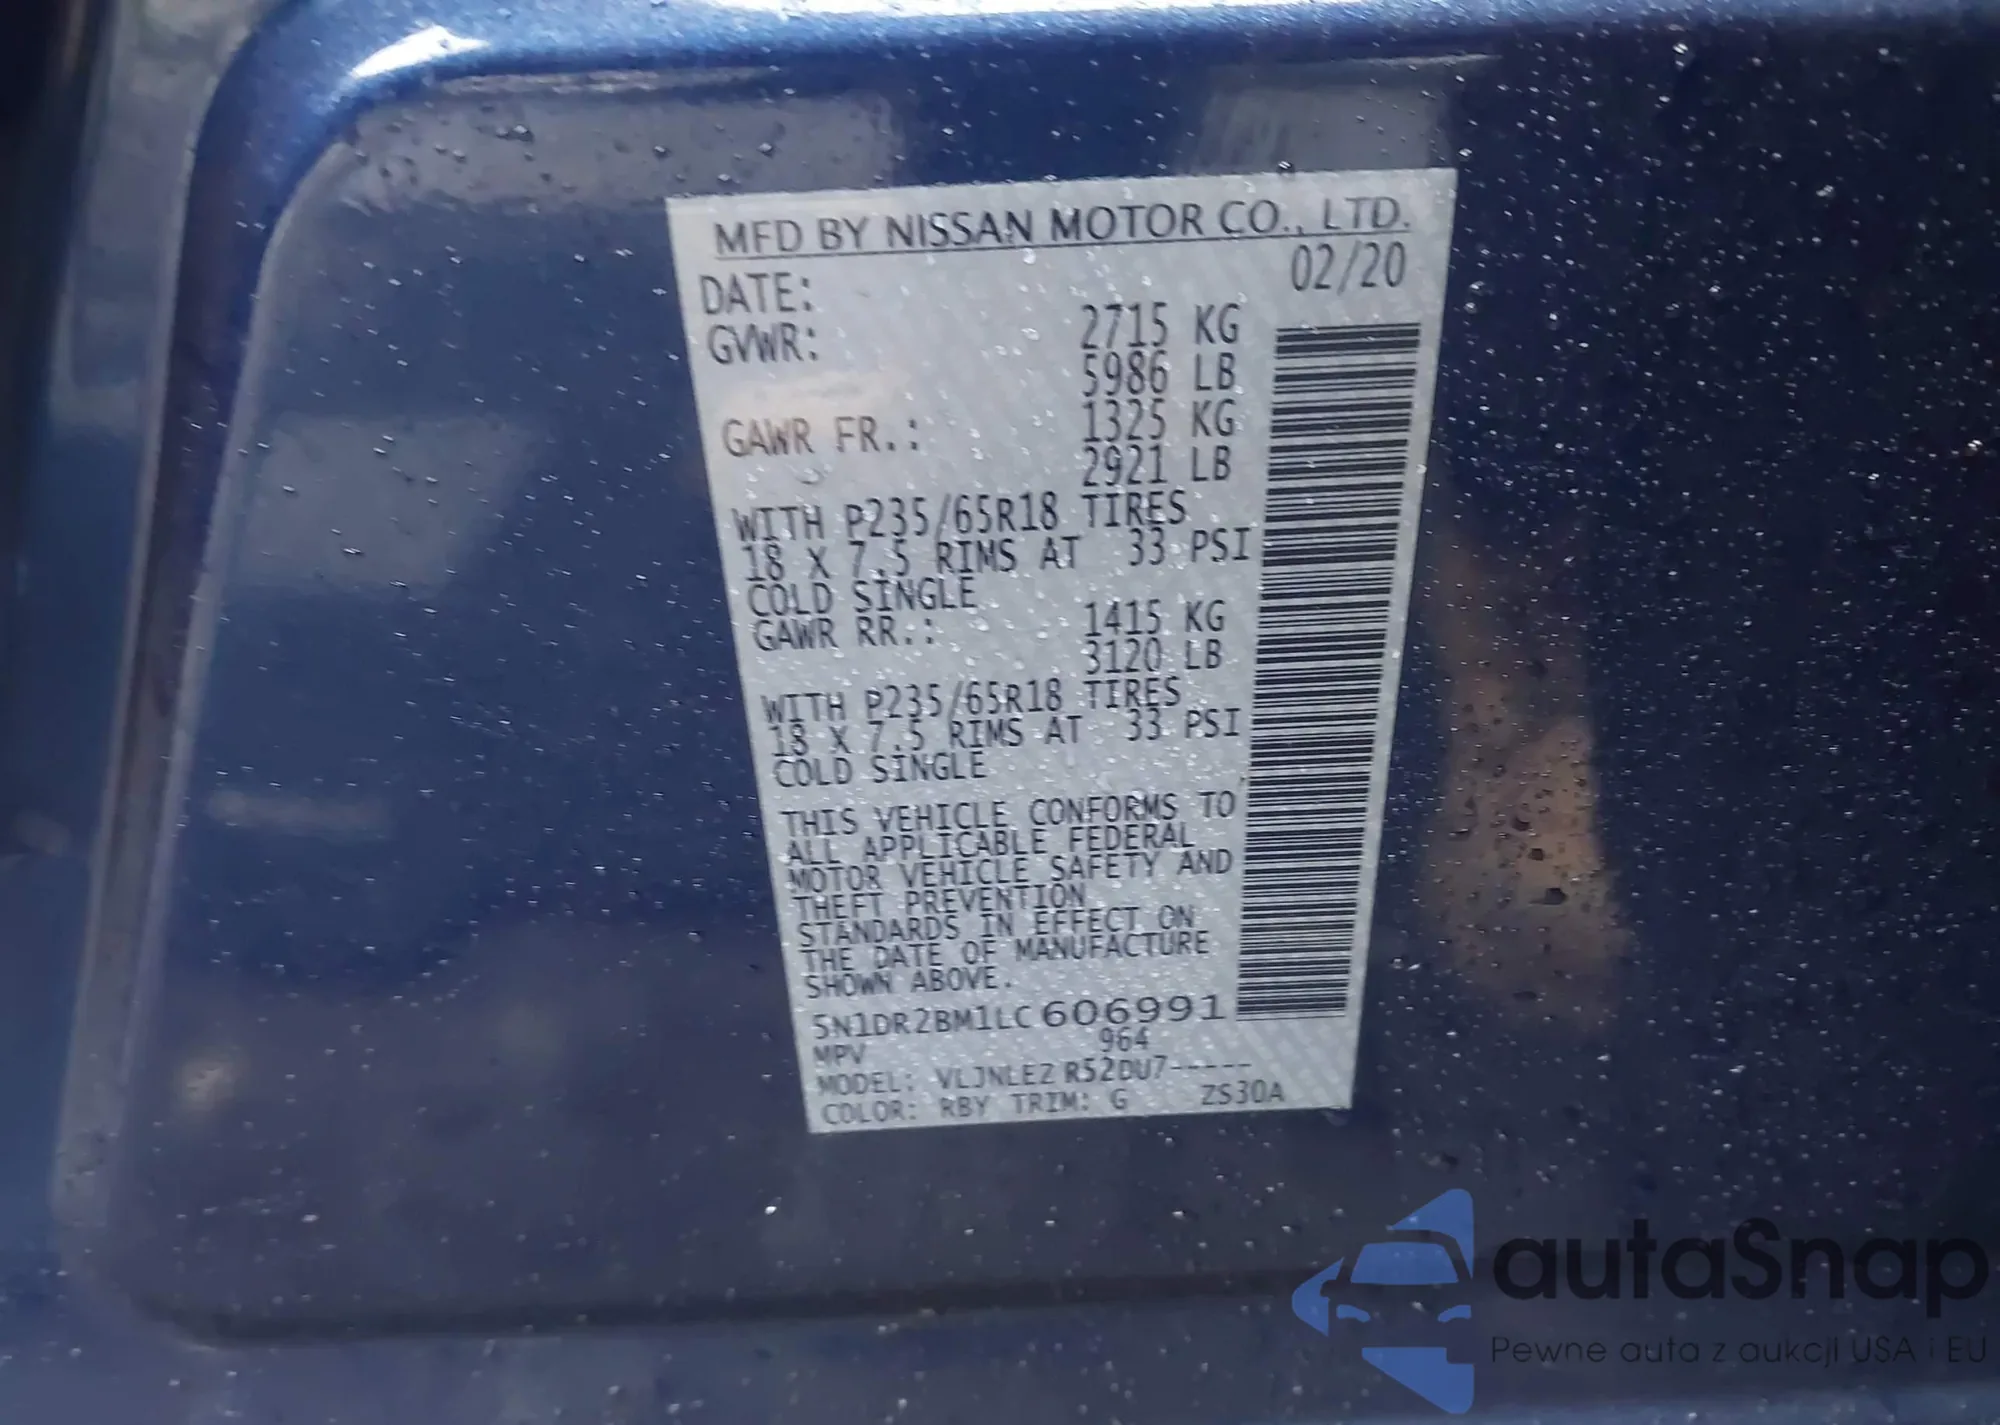 MFD BY NISSAN MOTOR CO., LTD.
DATE: 02/20
GVWR: 2715 KG
5986 LB
GAWR FR.: 1325 KG
2921 LB
WITH P235/65R18 TIRES
18 X 7.5 RIMS AT 33 PSI
COLD SINGLE
GAWR RR.: 1415 KG
3120 LB
WITH P235/65R18 TIRES
18 X 7.5 RIMS AT 33 PSI
COLD SINGLE
THIS VEHICLE CONFORMS TO
ALL APPLICABLE FEDERAL
MOTOR VEHICLE SAFETY AND
THEFT PREVENTION
STANDARDS IN EFFECT ON
THE DATE OF MANUFACTURE
SHOWN ABOVE.
5N1DR2BM1LC606991
MPV 964
MODEL: VLJNLEZ R52DU7-----
COLOR: RBY TRIM: G ZS30A
autaSnap
Pewne auta z aukcji USA i EU